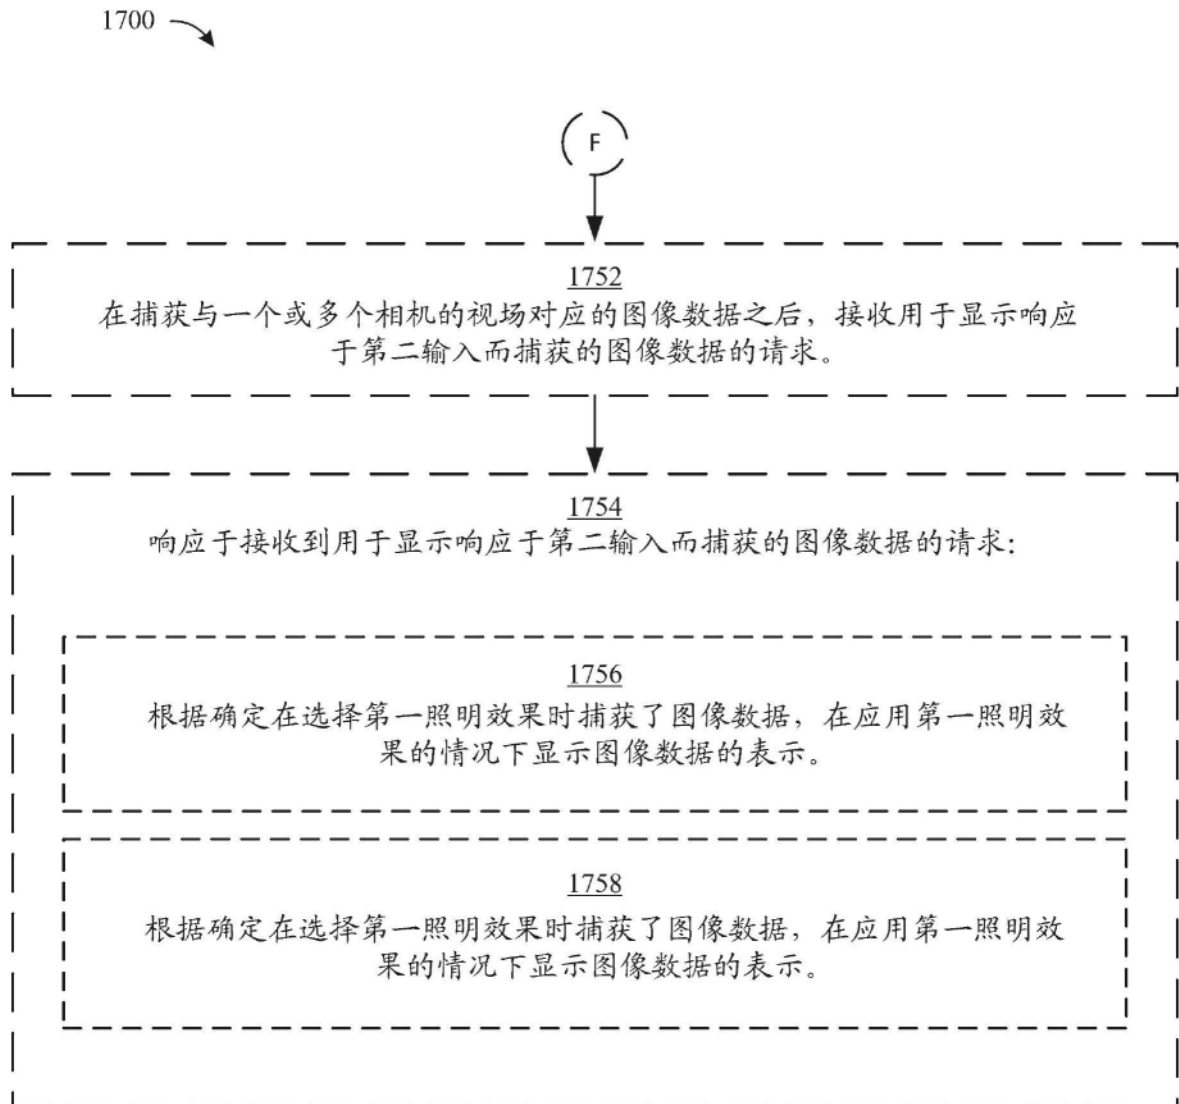 1700
F
1752
在捕获与一个或多个相机的视场对应的图像数据之后，接收用于显示响应
于第二输入而捕获的图像数据的请求。
1754
响应于接收到用于显示响应于第二输入而捕获的图像数据的请求：
1756
根据确定在选择第一照明效果时捕获了图像数据，在应用第一照明效
果的情况下显示图像数据的表示。
1758
根据确定在选择第一照明效果时捕获了图像数据，在应用第一照明效
果的情况下显示图像数据的表示。